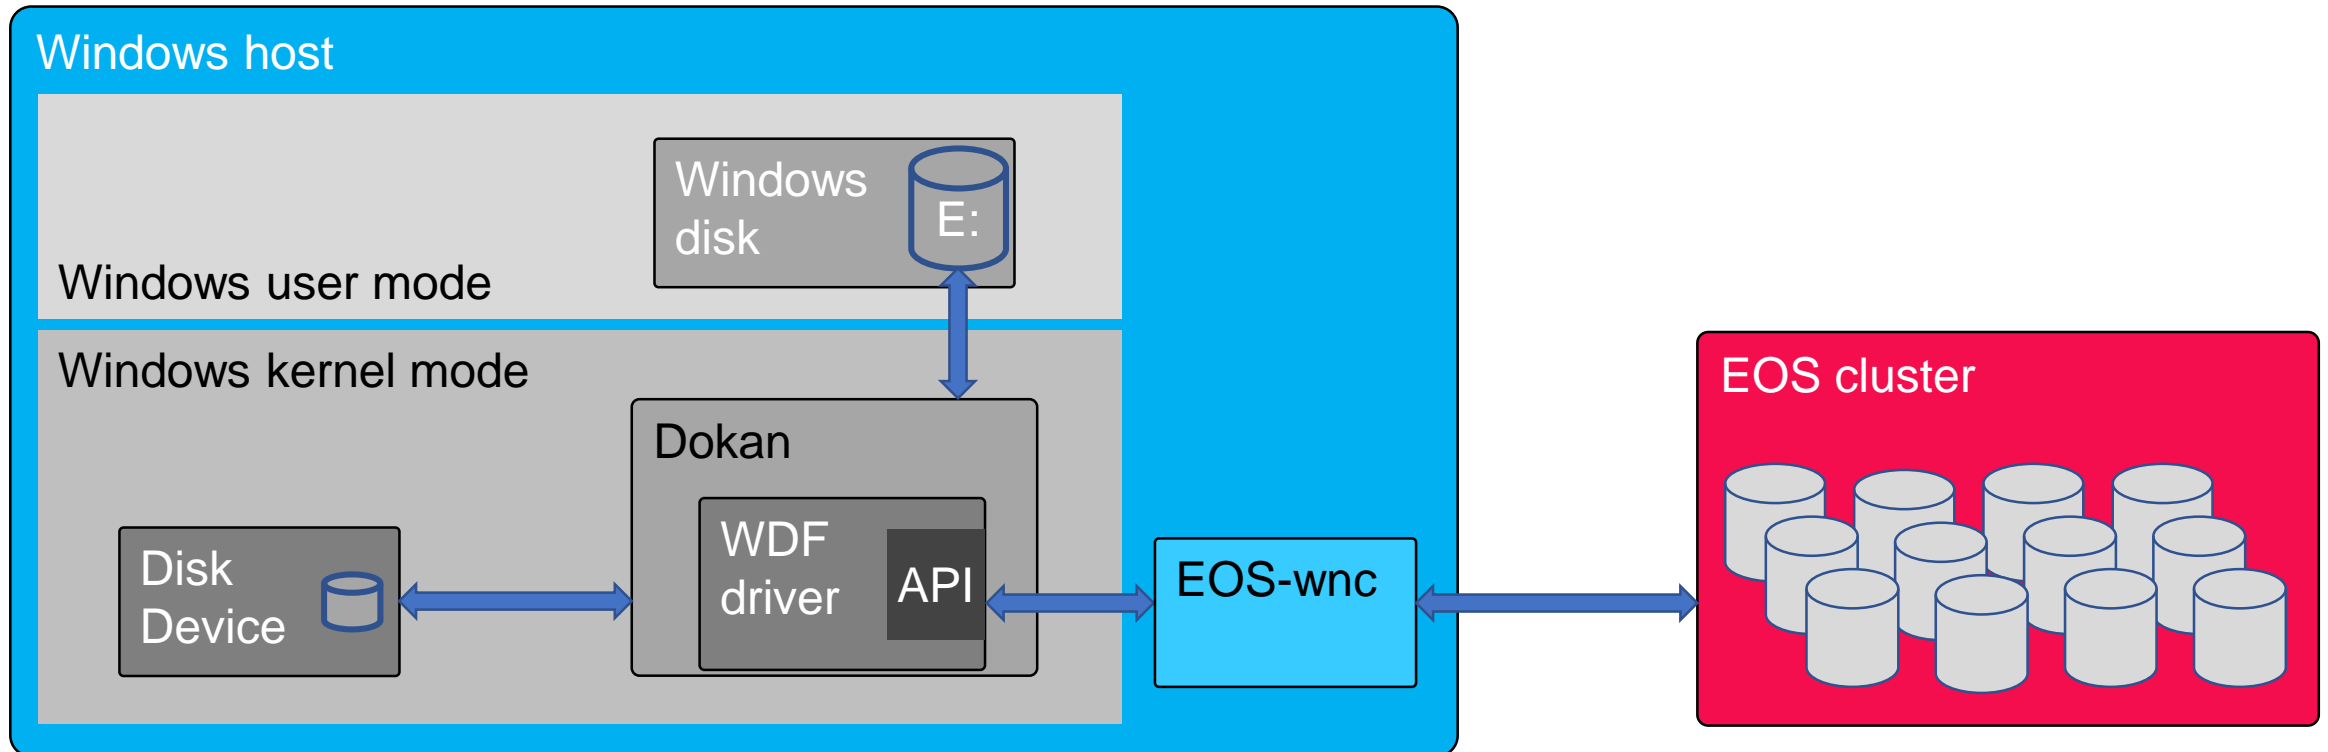 Windows host
Windows
disk
E:
Windows user mode
Windows kernel mode
Dokan
WDF
driver
API
Disk
Device
EOS-wnc
EOS cluster